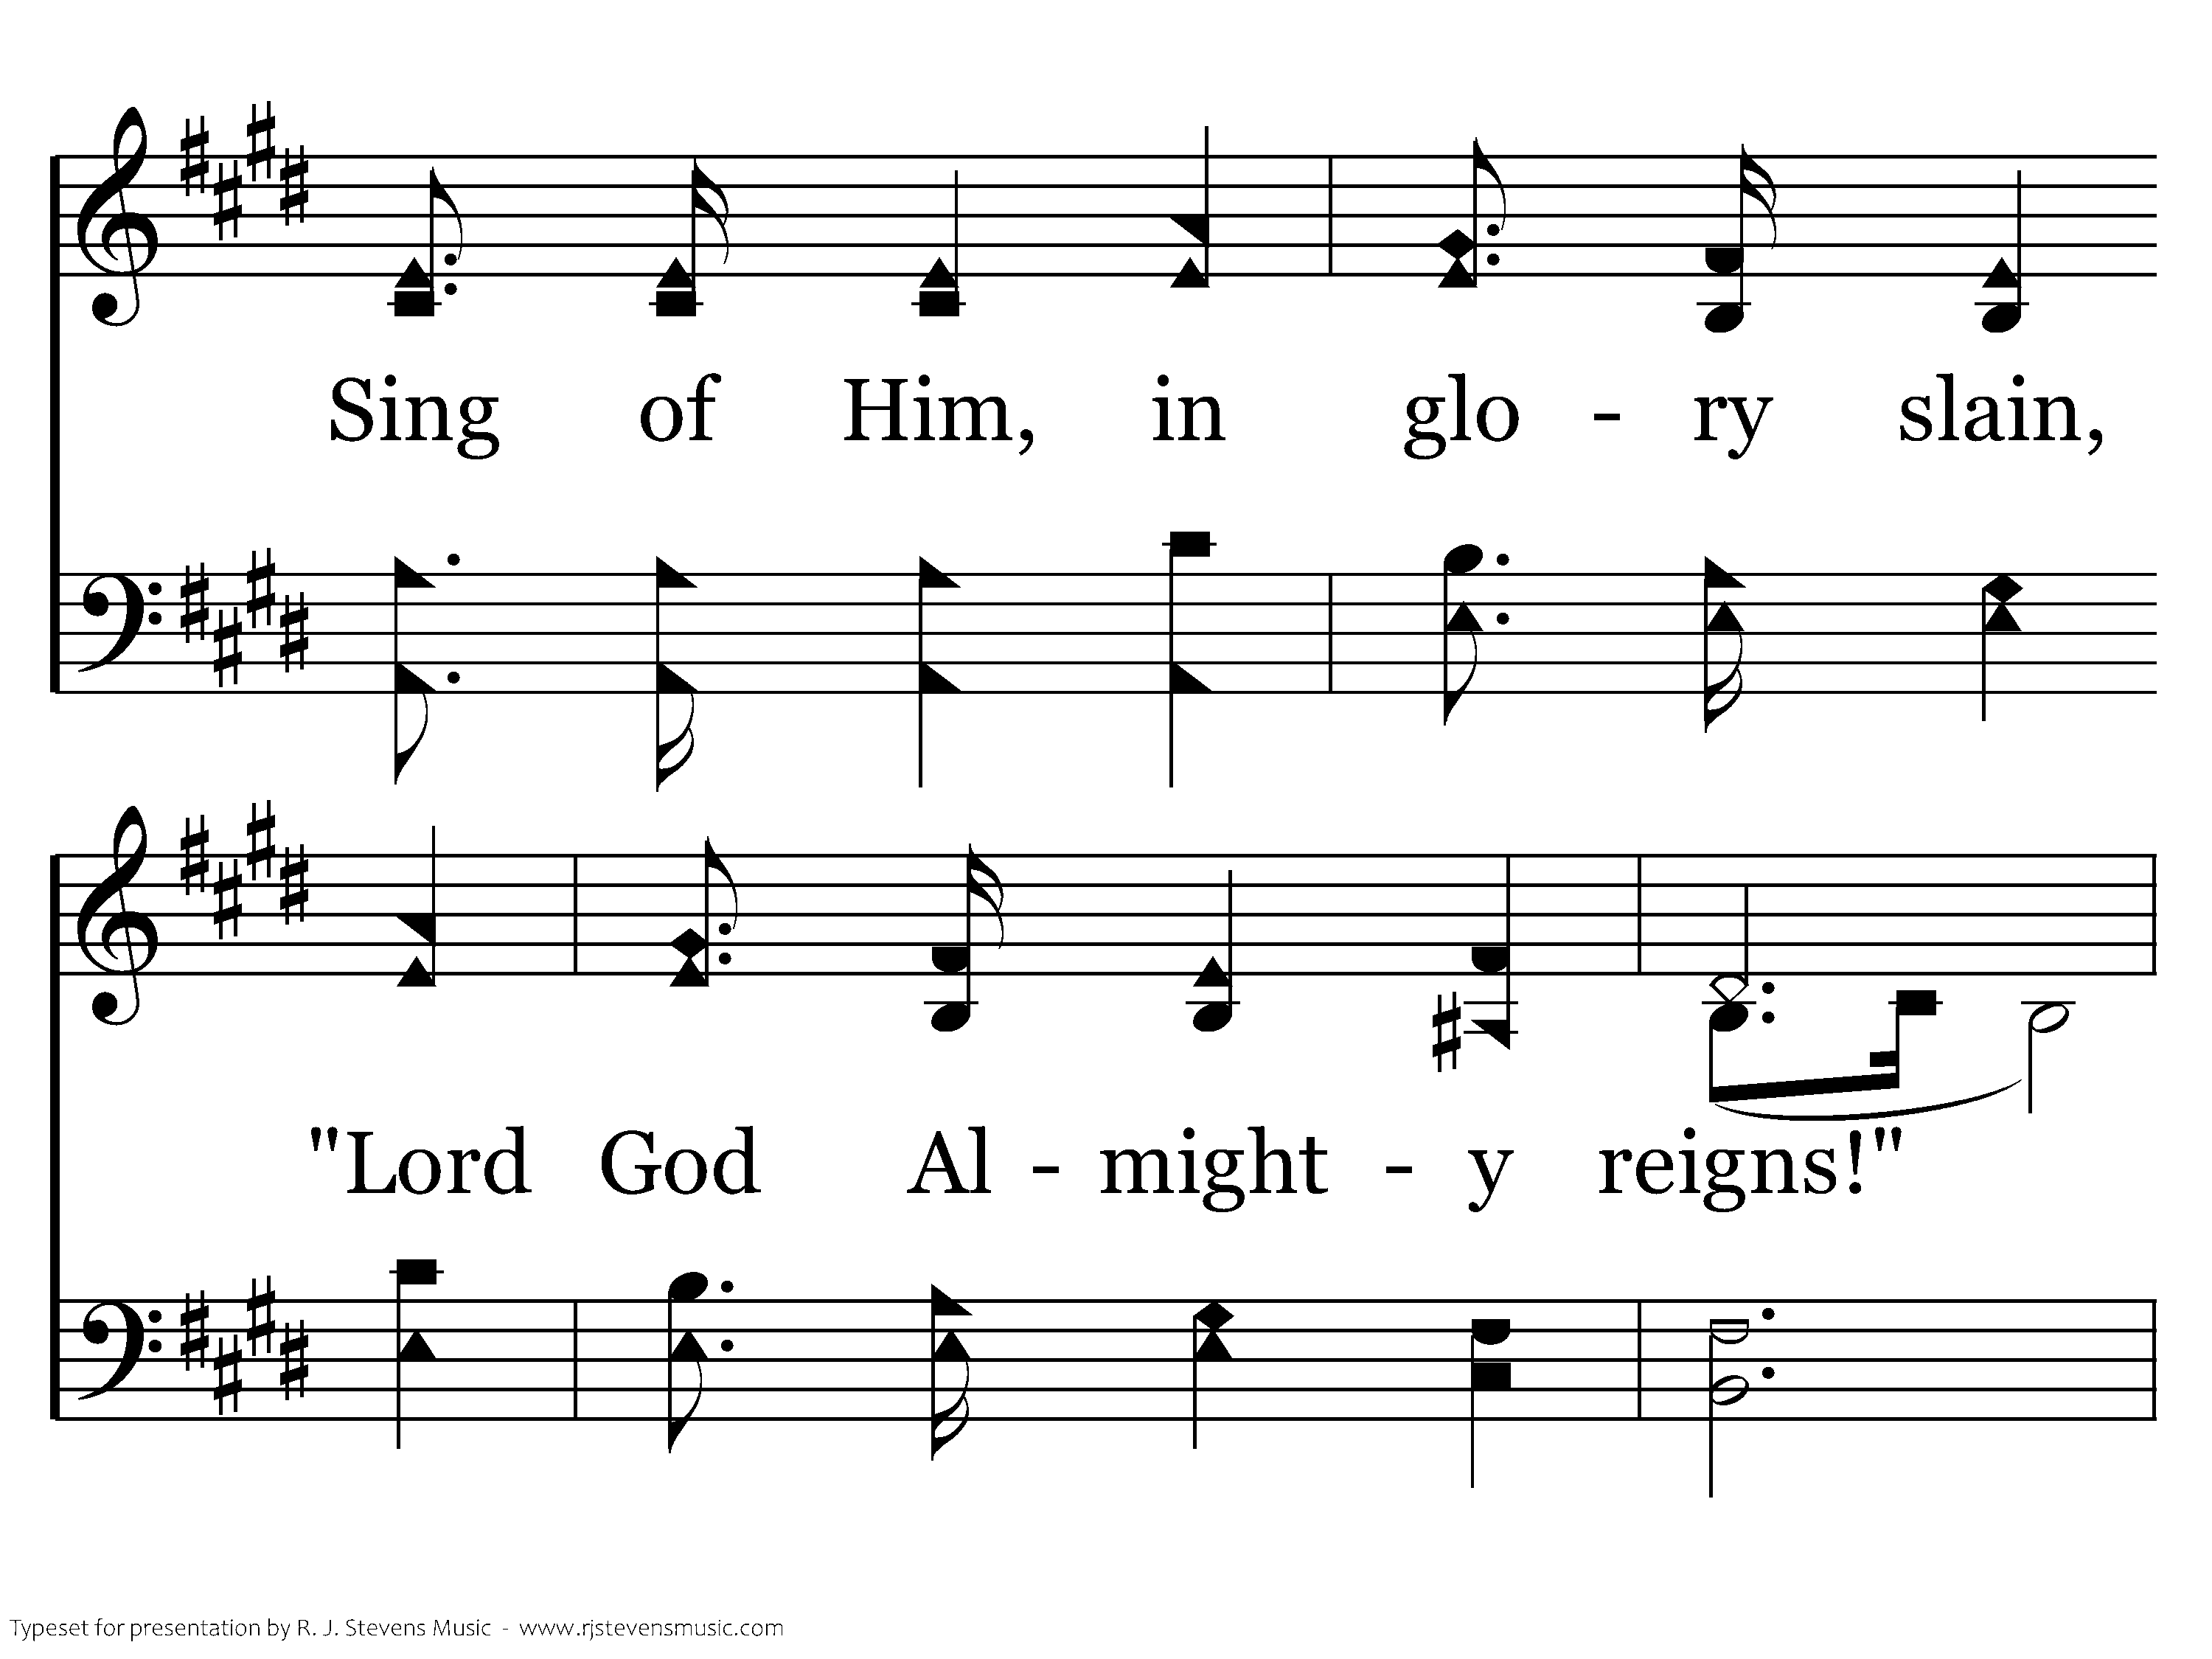 Sing of Him, in glo - ry slain,
"Lord God Al - might - y reigns!"
Typeset for presentation by R. J. Stevens Music - www.rjstevensmusic.com